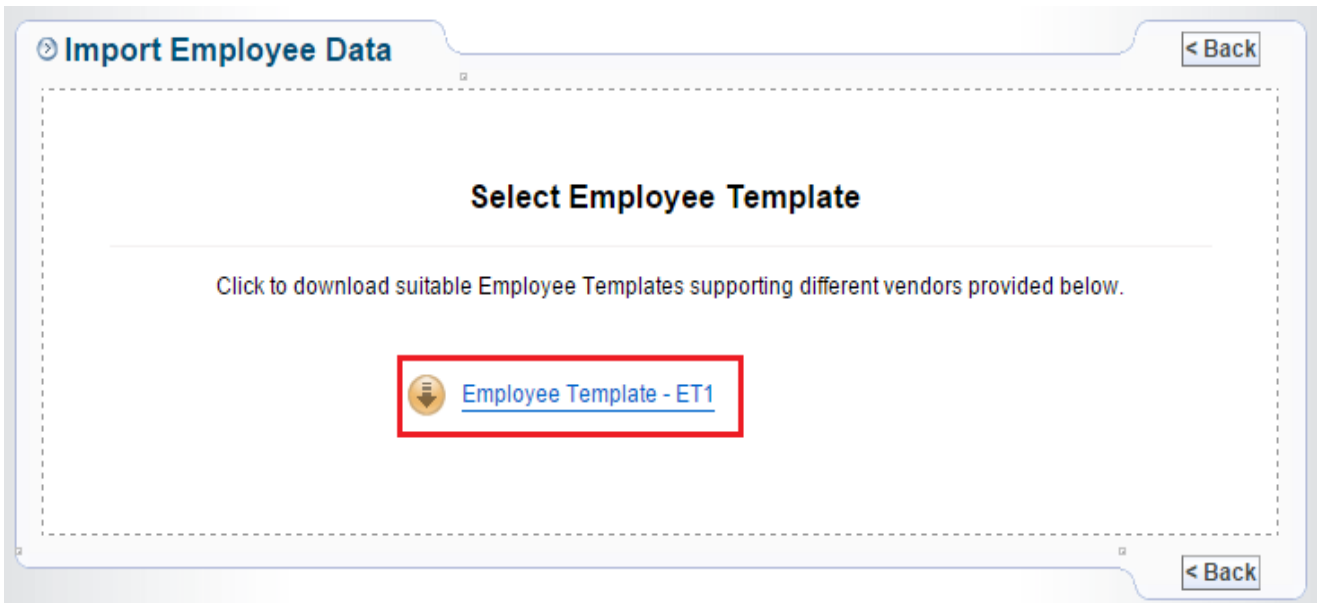 Import Employee Data
< Back
Select Employee Template
Click to download suitable Employee Templates supporting different vendors provided below.
Employee Template - ET1
< Back